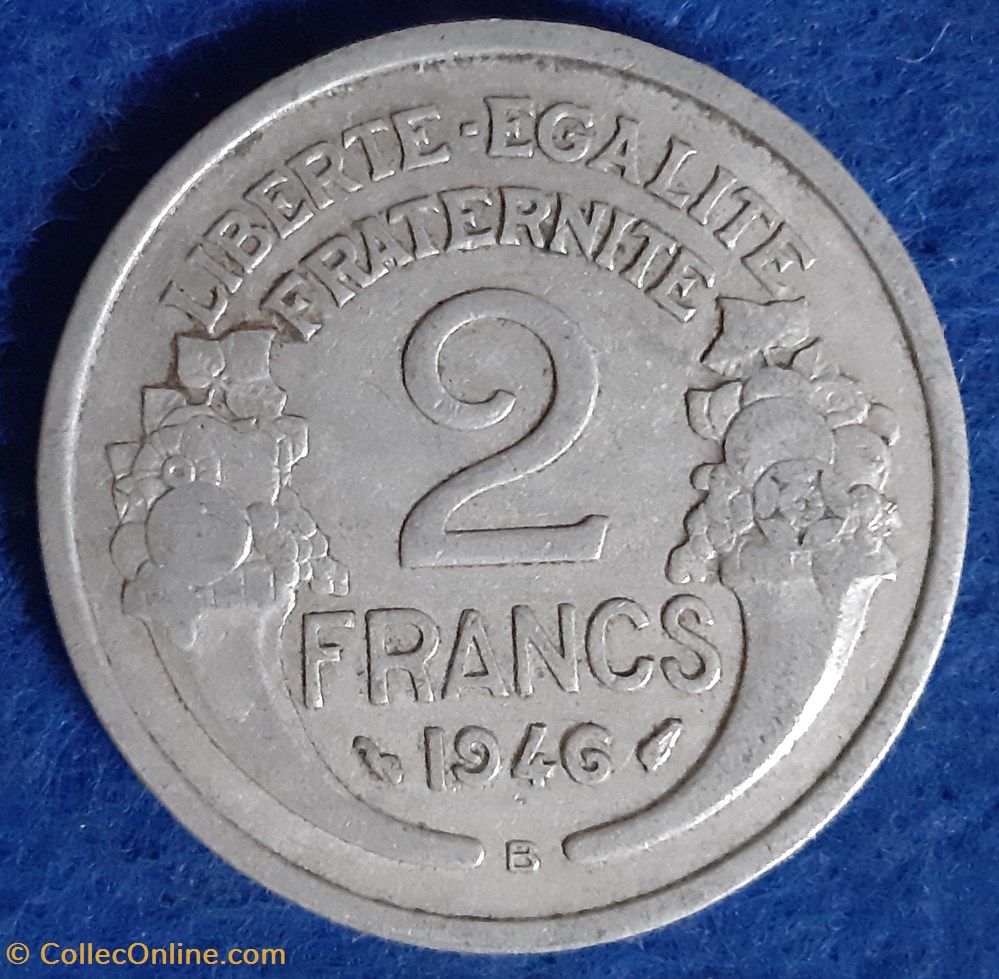 LIBERTE-EGALITE
FRATERNITE
2
FRANCS
1946
B
© CollecOnline.com